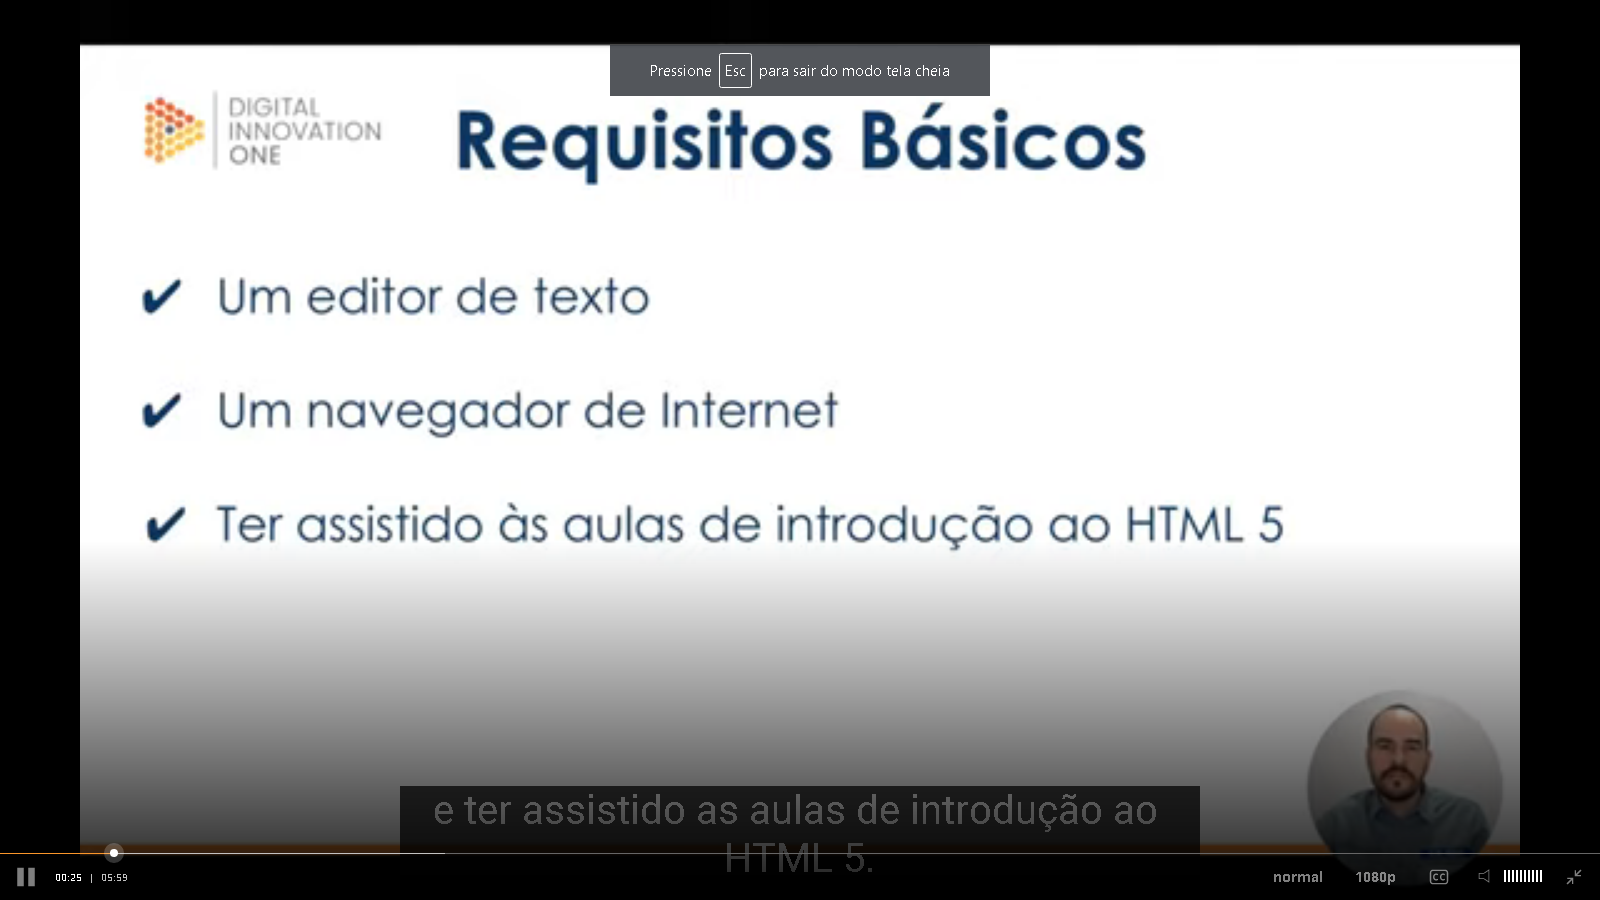 Pressione Esc para sair do modo tela cheia
DIGITAL
INNOVATION
ONE
Requisitos Básicos
✔ Um editor de texto
✔ Um navegador de Internet
✔ Ter assistido às aulas de introdução ao HTML 5
e ter assistido as aulas de introdução ao
HTML 5.
00:25 | 05:59
normal 1080p CC